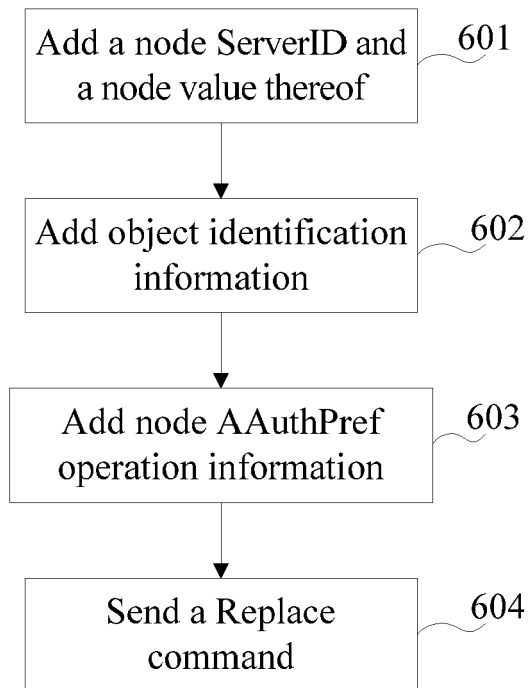 Add a node ServerID and
a node value thereof
601
Add object identification
information
602
Add node AAuthPref
operation information
603
Send a Replace
command
604